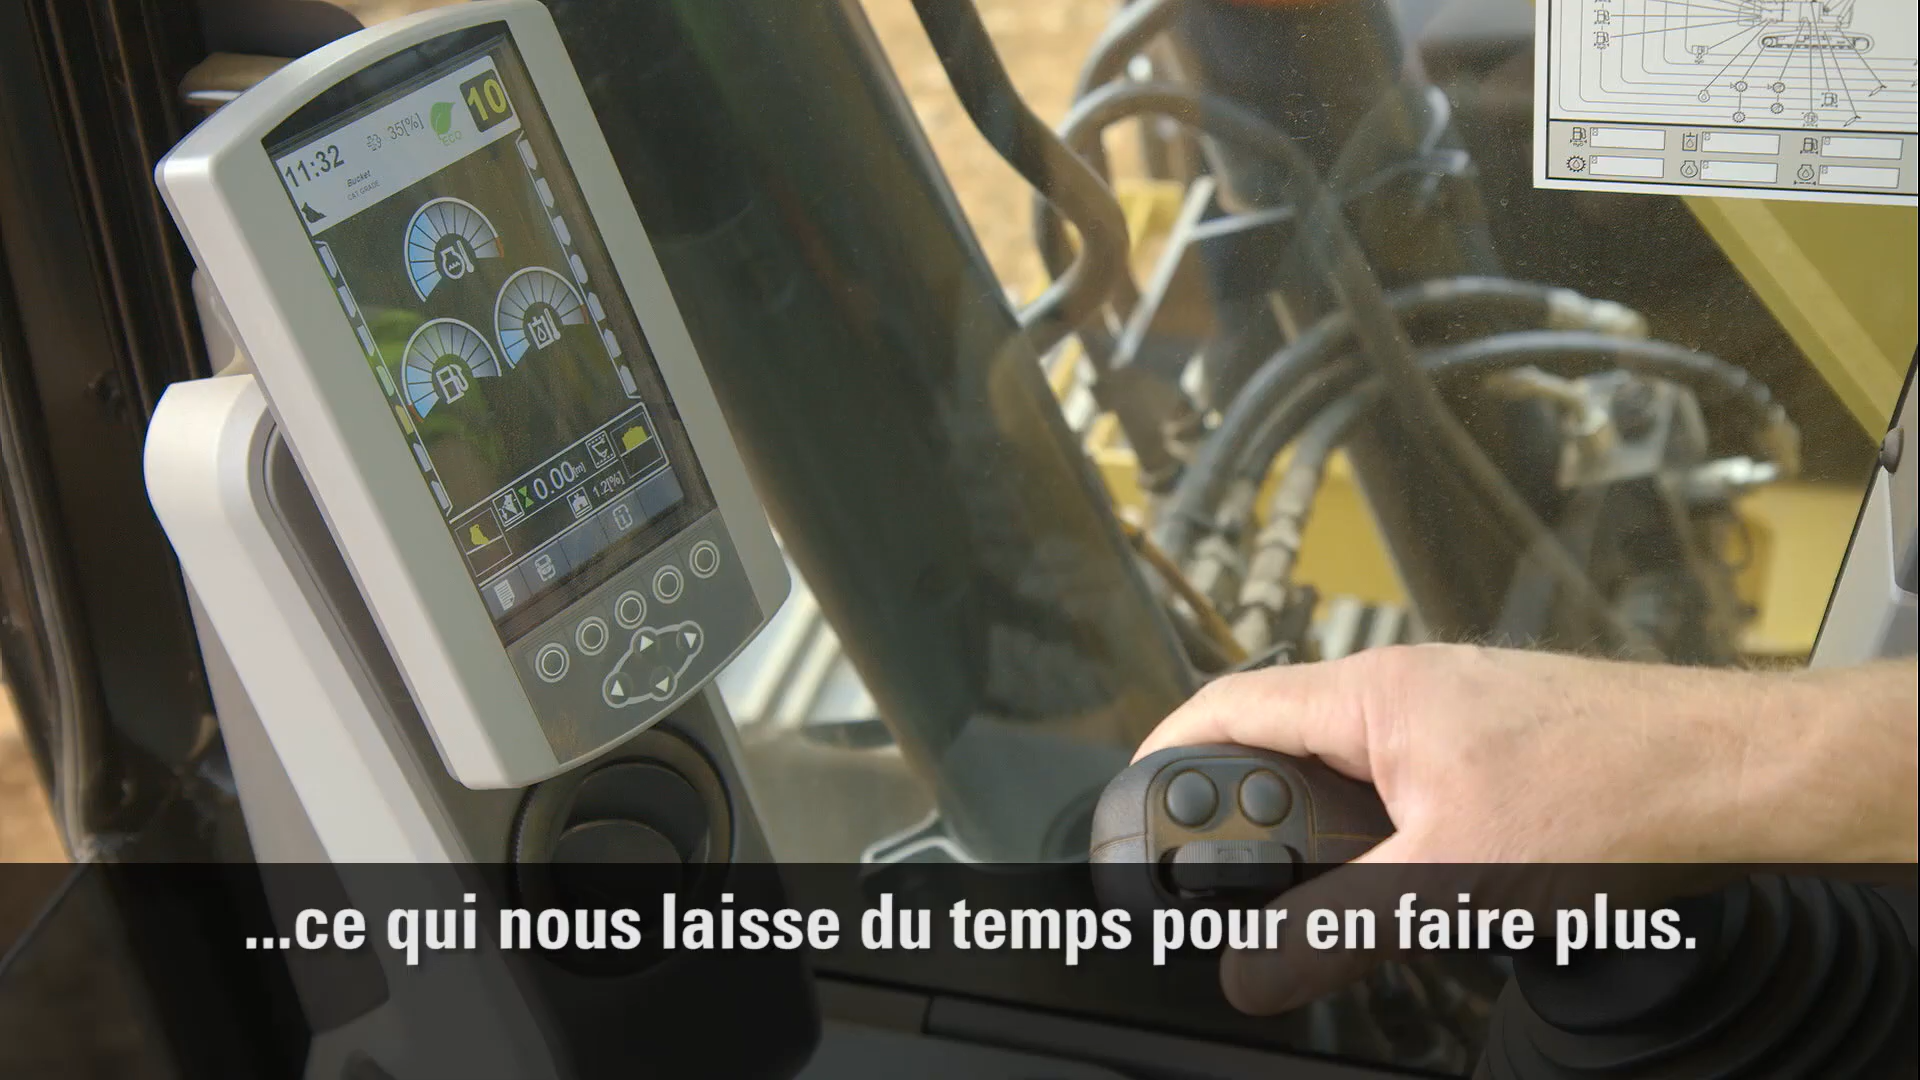 10
35[%]
ECO
11:32
Bucket
CAT GRADE
0.00[m]
1.2[%]
...ce qui nous laisse du temps pour en faire plus.